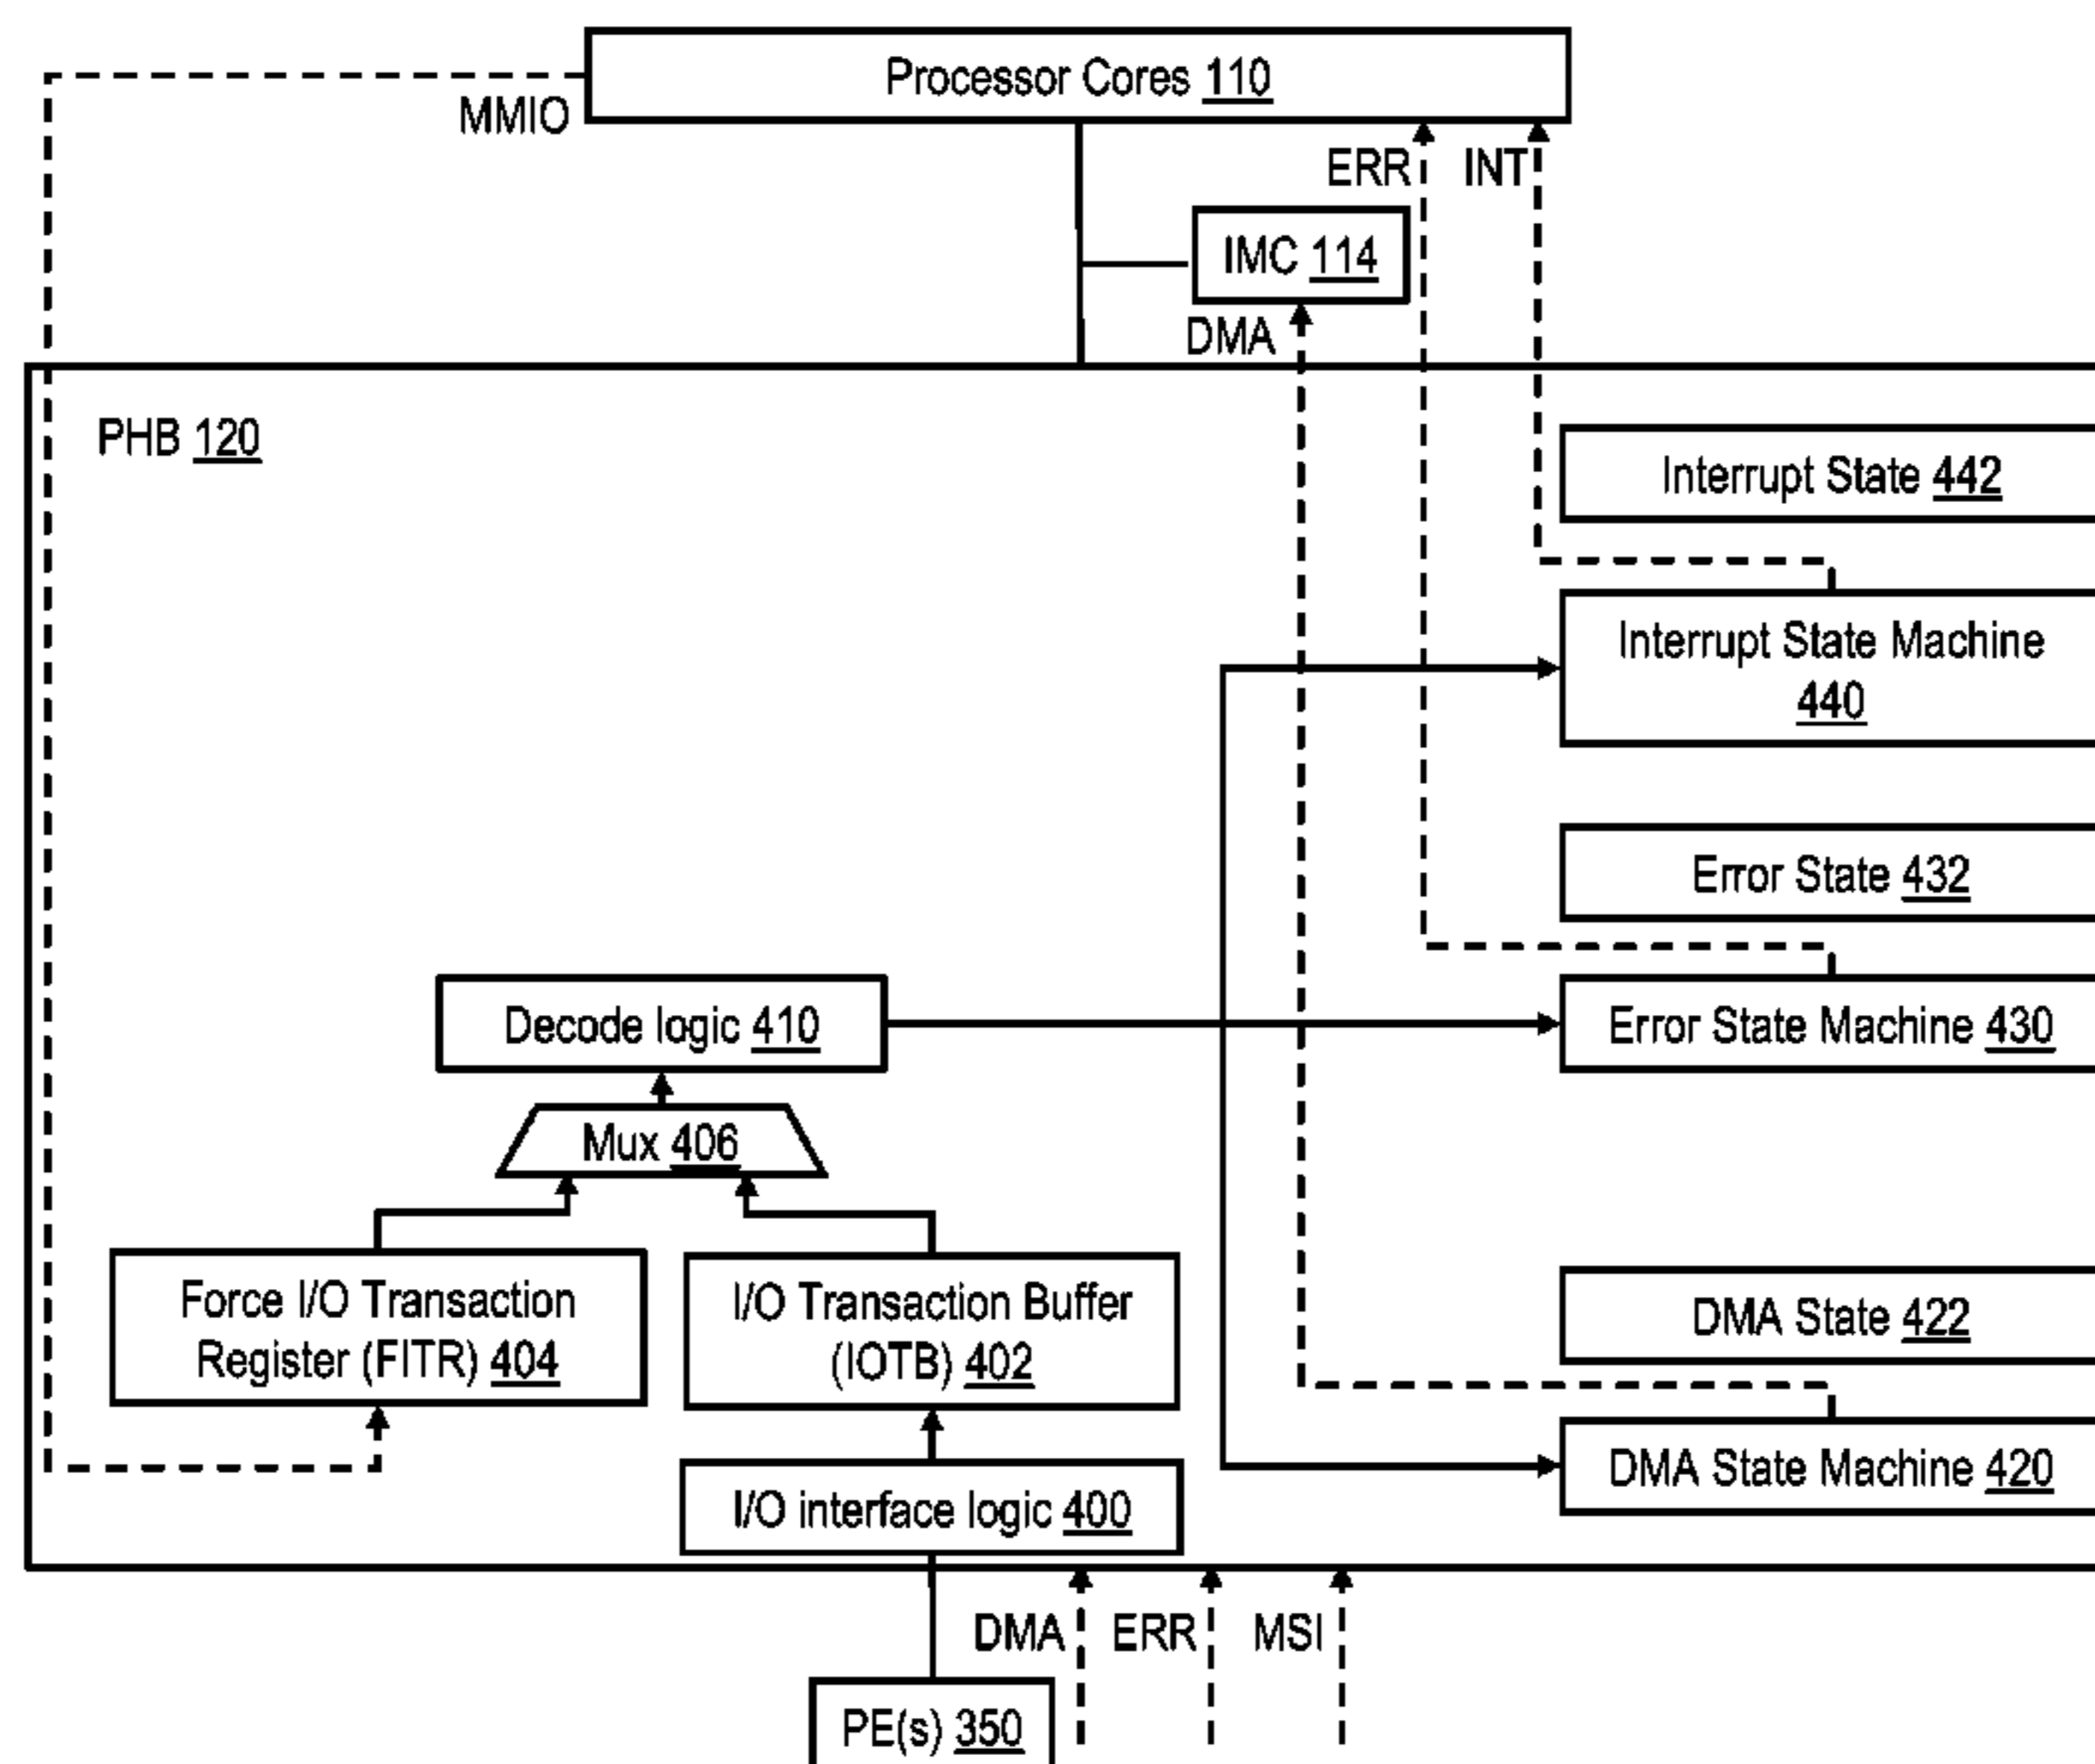 Processor Cores 110
MMIO
ERR
INT
IMC 114
DMA
PHB 120
Interrupt State 442
Interrupt State Machine
440
Error State 432
Decode logic 410
Error State Machine 430
Mux 406
Force I/O Transaction
Register (FITR) 404
I/O Transaction Buffer
(IOTB) 402
DMA State 422
DMA State Machine 420
I/O interface logic 400
DMA
ERR
MSI
PE(s) 350